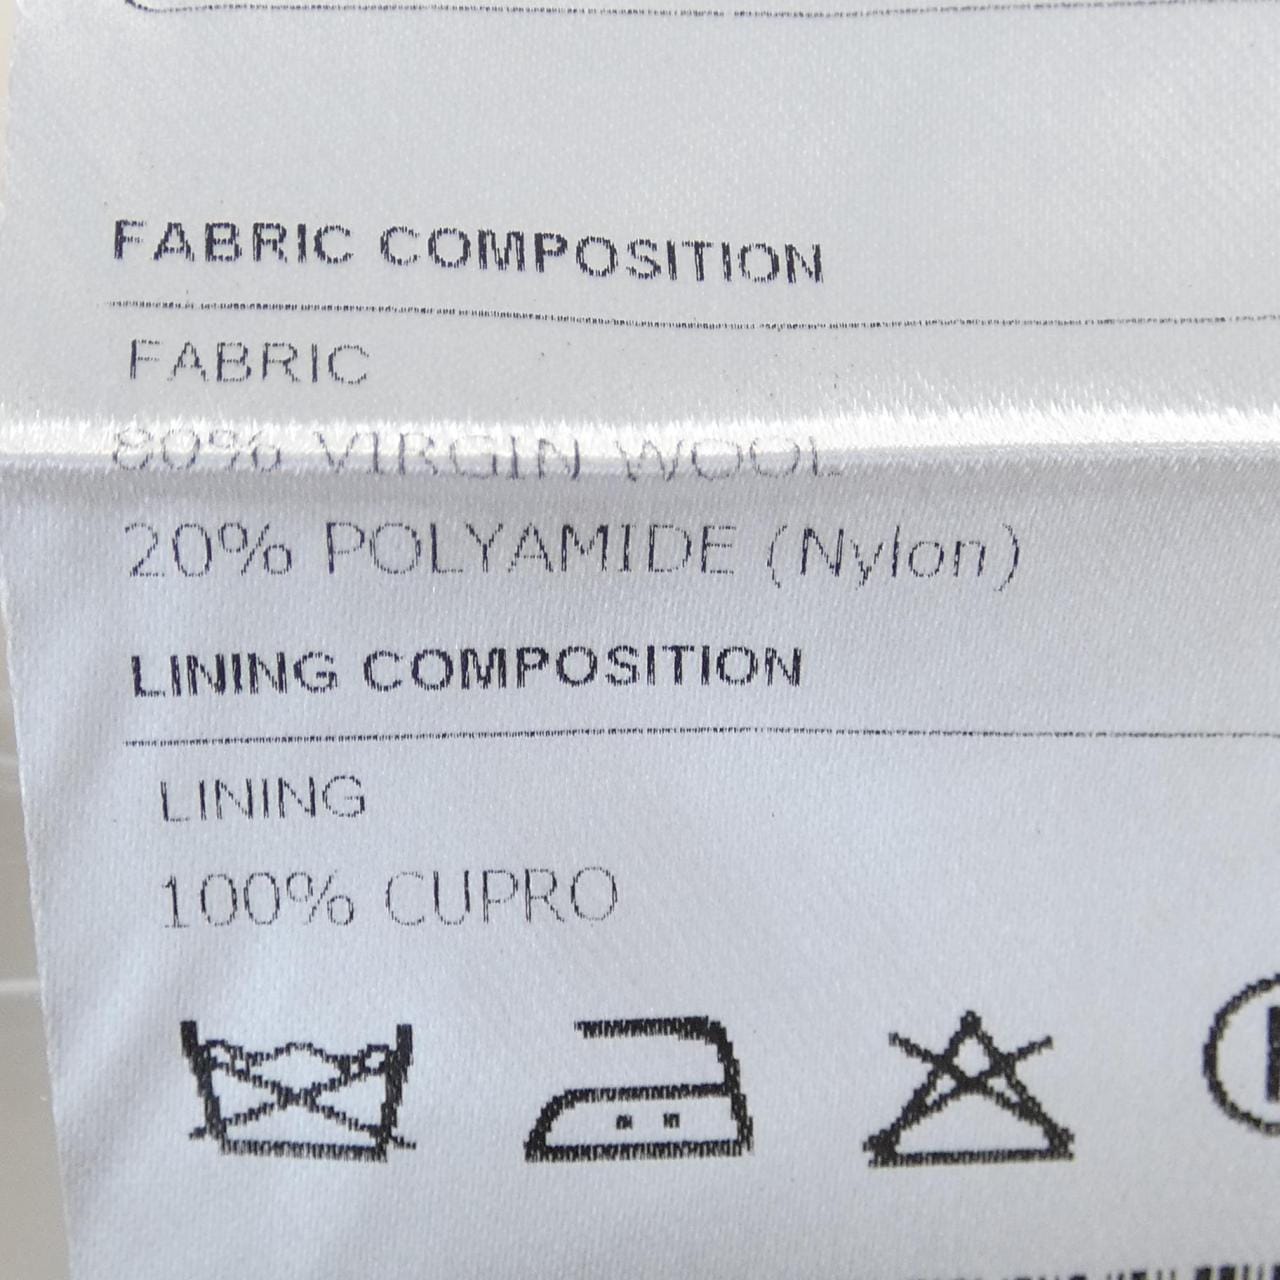 FABRIC COMPOSITION
FABRIC
80% VIRGIN WOOL
20% POLYAMIDE (Nylon)
LINING COMPOSITION
LINING
100% CUPRO